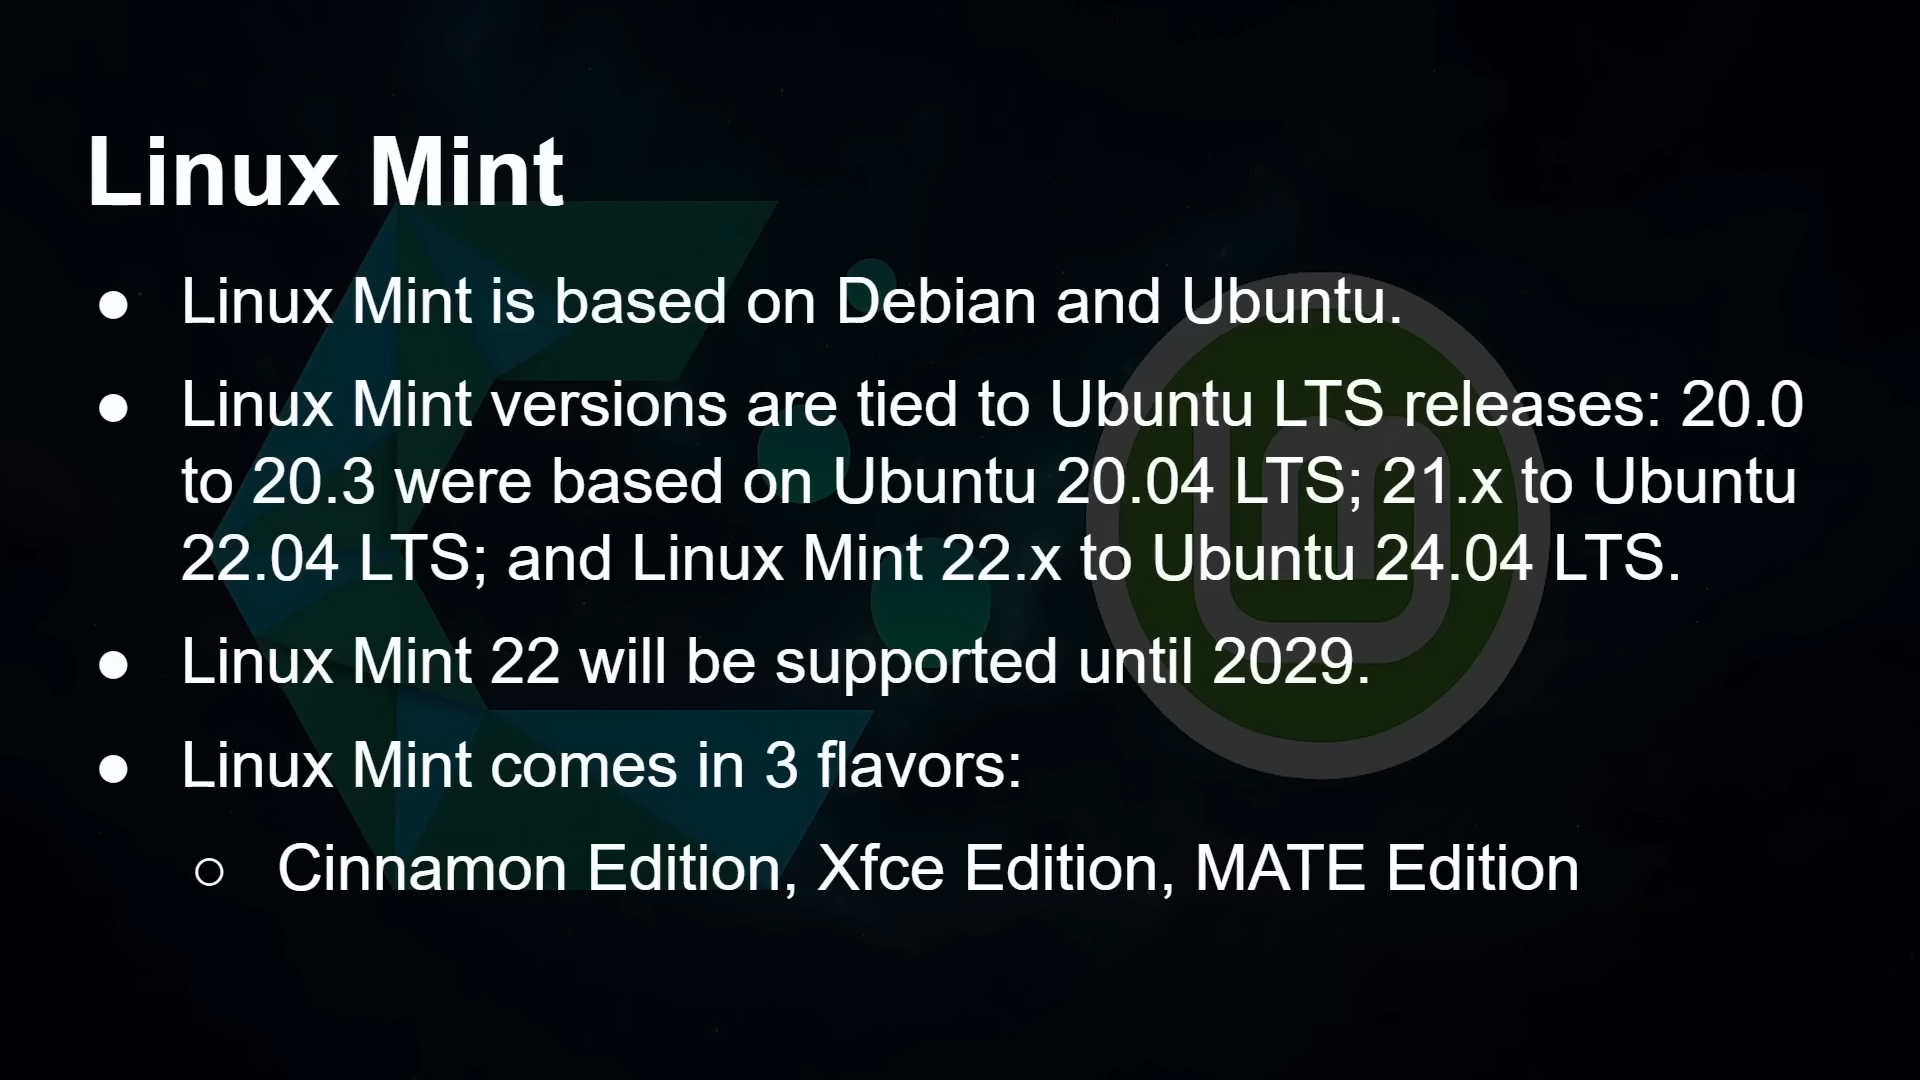 Linux Mint
● Linux Mint is based on Debian and Ubuntu.
● Linux Mint versions are tied to Ubuntu LTS releases: 20.0
to 20.3 were based on Ubuntu 20.04 LTS; 21.x to Ubuntu
22.04 LTS; and Linux Mint 22.x to Ubuntu 24.04 LTS.
● Linux Mint 22 will be supported until 2029.
● Linux Mint comes in 3 flavors:
○ Cinnamon Edition, Xfce Edition, MATE Edition